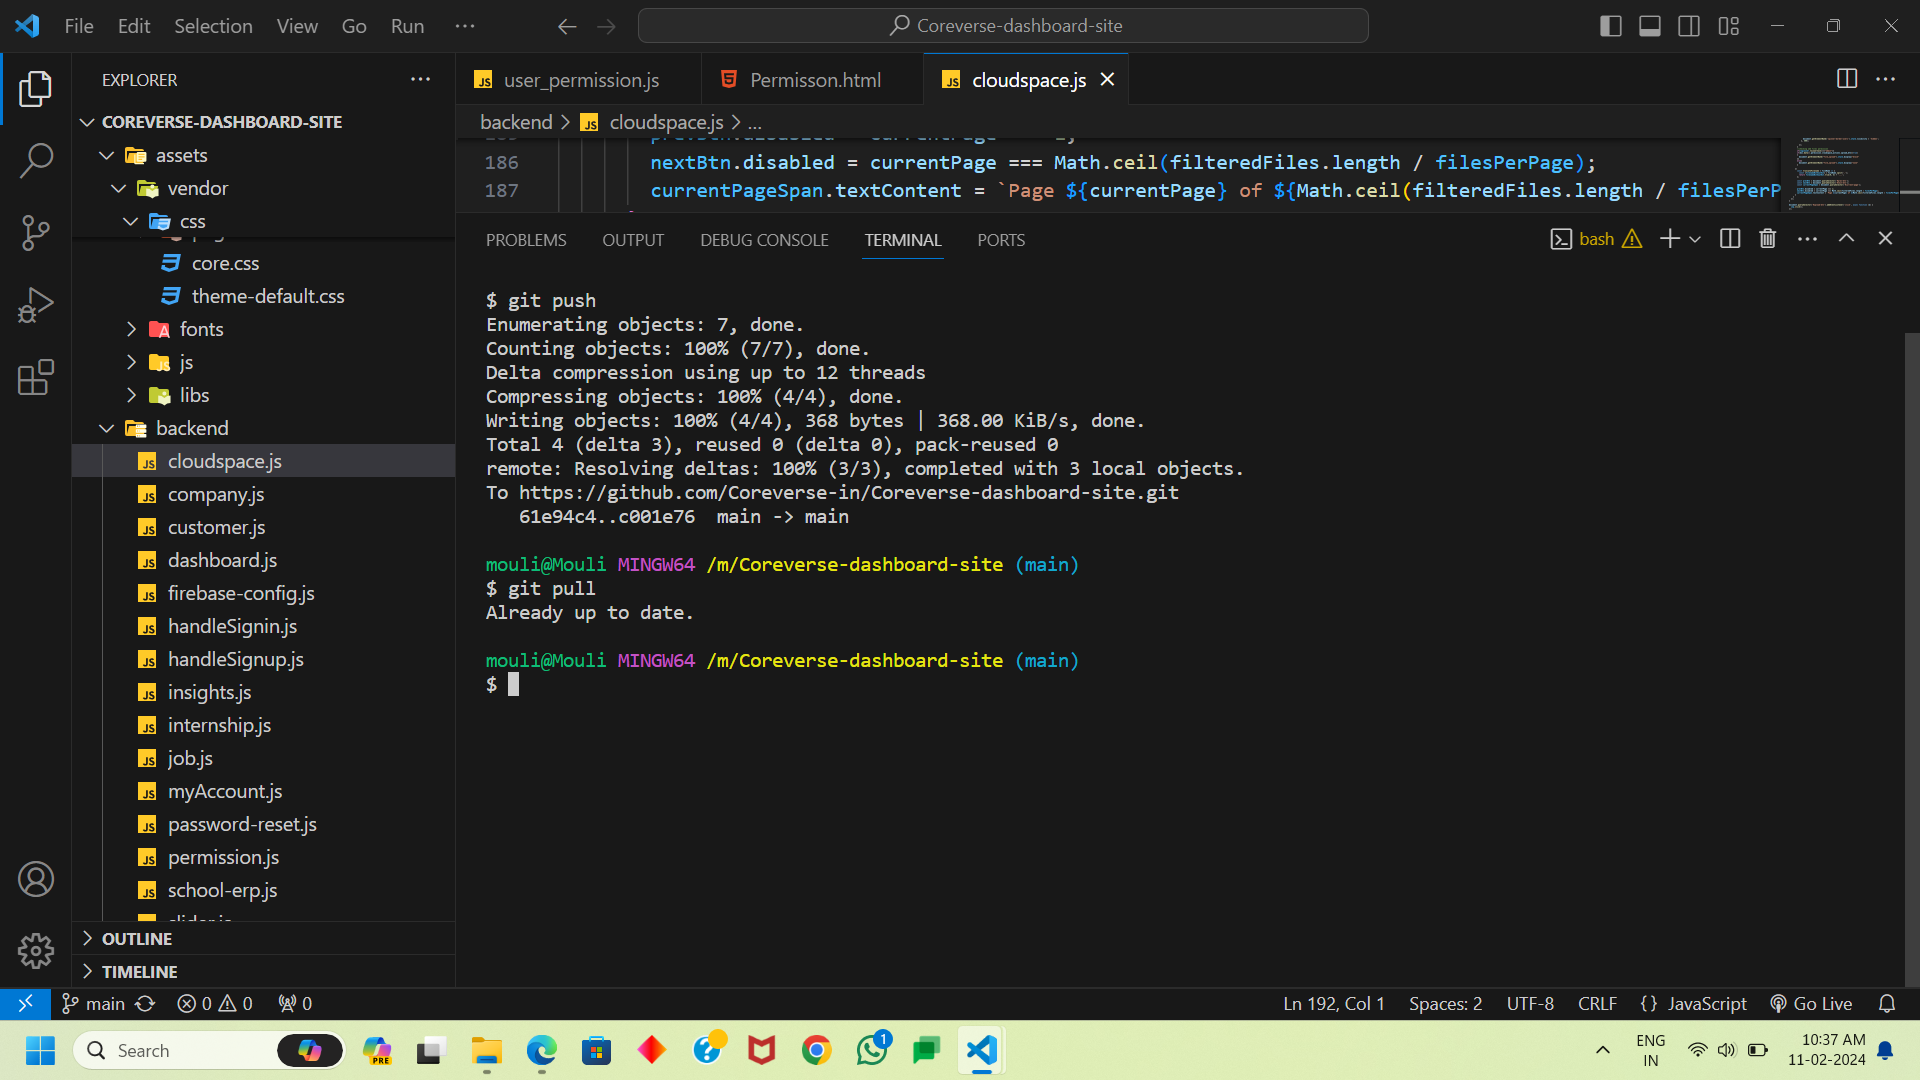 File Edit Selection View Go Run ...
Coreverse-dashboard-site
EXPLORER
COREVERSE-DASHBOARD-SITE
assets
vendor
css
core.css
theme-default.css
fonts
js
libs
backend
cloudspace.js
company.js
customer.js
dashboard.js
firebase-config.js
handleSignin.js
handleSignup.js
insights.js
internship.js
job.js
myAccount.js
password-reset.js
permission.js
school-erp.js
OUTLINE
TIMELINE
user_permission.js
Permisson.html
cloudspace.js
backend > cloudspace.js > ...
186 nextBtn.disabled = currentPage === Math.ceil(filteredFiles.length / filesPerPage);
187 currentPageSpan.textContent = `Page ${currentPage} of ${Math.ceil(filteredFiles.length / filesPerP
PROBLEMS OUTPUT DEBUG CONSOLE TERMINAL PORTS
bash
$ git push
Enumerating objects: 7, done.
Counting objects: 100% (7/7), done.
Delta compression using up to 12 threads
Compressing objects: 100% (4/4), done.
Writing objects: 100% (4/4), 368 bytes | 368.00 KiB/s, done.
Total 4 (delta 3), reused 0 (delta 0), pack-reused 0
remote: Resolving deltas: 100% (3/3), completed with 3 local objects.
To https://github.com/Coreverse-in/Coreverse-dashboard-site.git
61e94c4..c001e76 main -> main
mouli@Mouli MINGW64 /m/Coreverse-dashboard-site (main)
$ git pull
Already up to date.
mouli@Mouli MINGW64 /m/Coreverse-dashboard-site (main)
$
main 0 0 0
Ln 192, Col 1 Spaces: 2 UTF-8 CRLF {} JavaScript Go Live
Search
PRE
1
ENG
IN
10:37 AM
11-02-2024